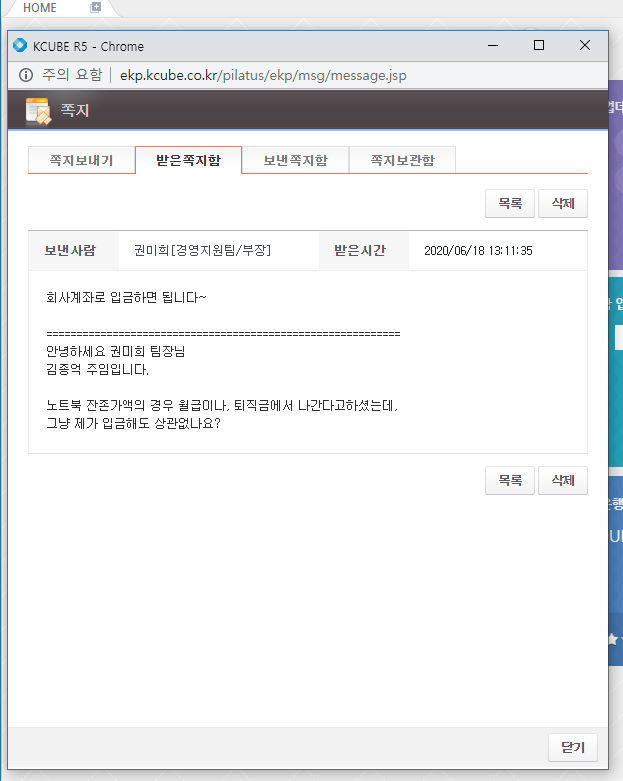 HOME
KCUBE R5 - Chrome
주의 요함 | ekp.kcube.co.kr/pilatus/ekp/msg/message.jsp
쪽지
쪽지보내기 받은쪽지함 보낸쪽지함 쪽지보관함
목록 삭제
보낸사람 권미희[경영지원팀/부장] 받은시간 2020/06/18 13:11:35
회사계좌로 입금하면 됩니다~
===========================================================
안녕하세요 권미희 팀장님
김종억 주임입니다.
노트북 잔존가액의 경우 월급이나, 퇴직금에서 나간다고하셨는데,
그냥 제가 입금해도 상관없나요?
목록 삭제
닫기